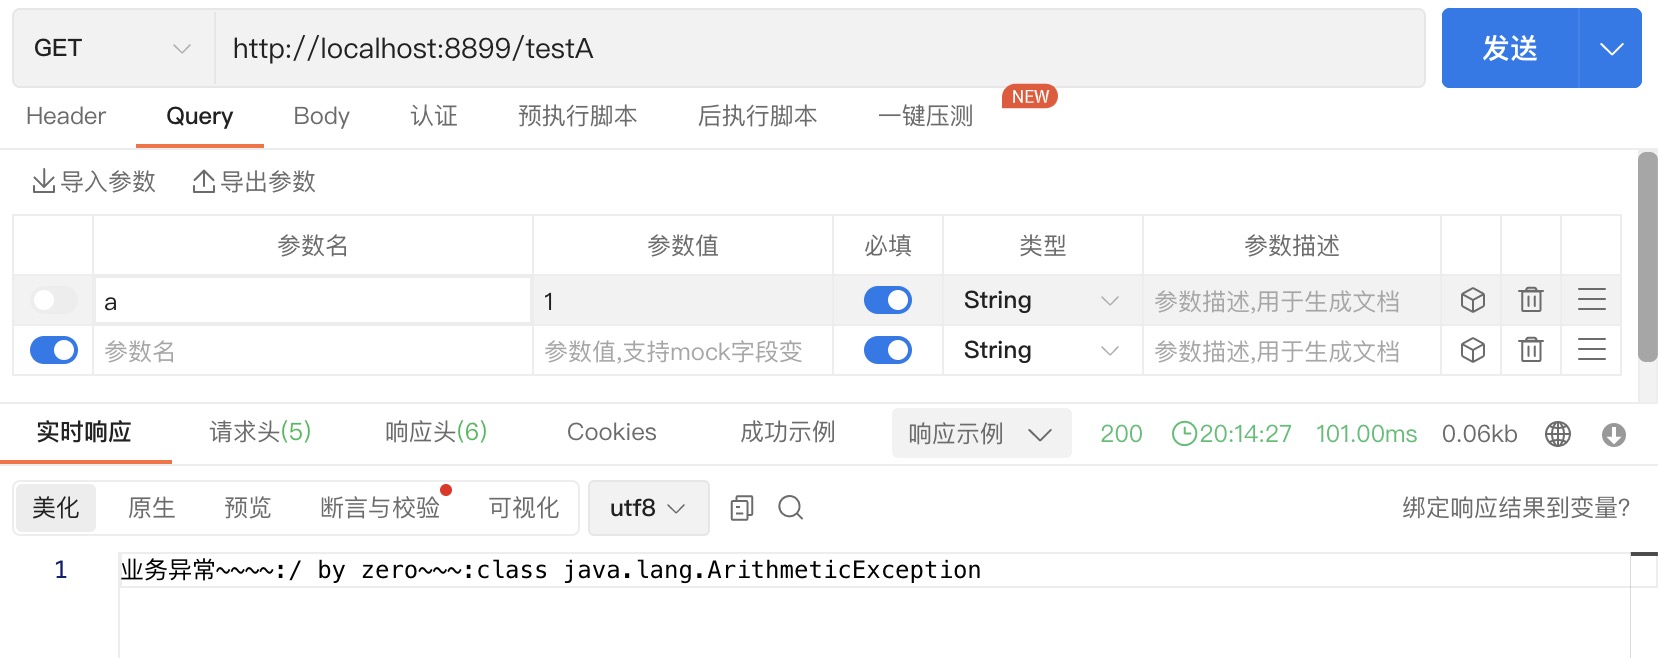 GET http://localhost:8899/testA 发送
Header Query Body 认证 预执行脚本 后执行脚本 一键压测 NEW
导入参数 导出参数
参数名 参数值 必填 类型 参数描述
a 1 String 参数描述,用于生成文档
参数名 参数值,支持mock字段变 String 参数描述,用于生成文档
实时响应 请求头(5) 响应头(6) Cookies 成功示例 响应示例 200 20:14:27 101.00ms 0.06kb
美化 原生 预览 断言与校验 可视化 utf8 绑定响应结果到变量?
1 业务异常~~~~:/ by zero~~~:class java.lang.ArithmeticException